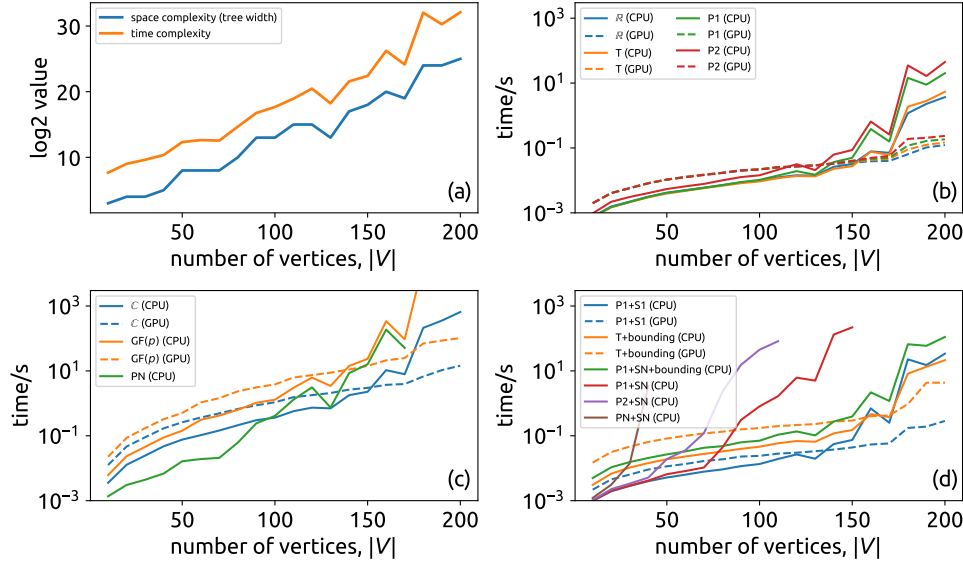 space complexity (tree width)
time complexity
log2 value
30
20
10
50
100
150
200
number of vertices, |V|
(a)
ℝ (CPU)
ℝ (GPU)
T (CPU)
T (GPU)
P1 (CPU)
P1 (GPU)
P2 (CPU)
P2 (GPU)
time/s
10³
10¹
10⁻¹
10⁻³
50
100
150
200
number of vertices, |V|
(b)
ℂ (CPU)
ℂ (GPU)
GF(p) (CPU)
GF(p) (GPU)
PN (CPU)
time/s
10³
10¹
10⁻¹
10⁻³
50
100
150
200
number of vertices, |V|
(c)
P1+S1 (CPU)
P1+S1 (GPU)
T+bounding (CPU)
T+bounding (GPU)
P1+SN+bounding (CPU)
P1+SN (CPU)
P2+SN (CPU)
PN+SN (CPU)
time/s
10³
10¹
10⁻¹
10⁻³
50
100
150
200
number of vertices, |V|
(d)